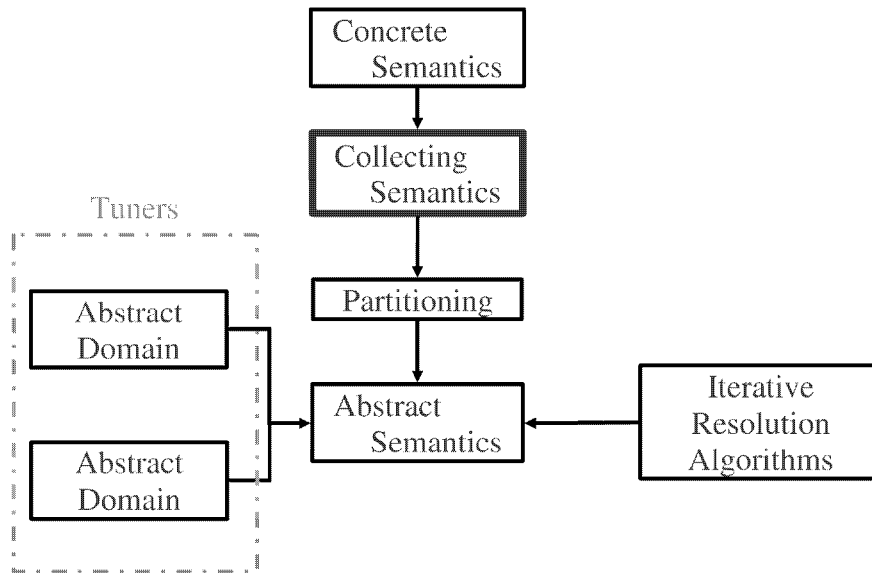 Concrete
Semantics
Collecting
Semantics
Tuners
Partitioning
Abstract
Domain
Abstract
Semantics
Iterative
Resolution
Algorithms
Abstract
Domain